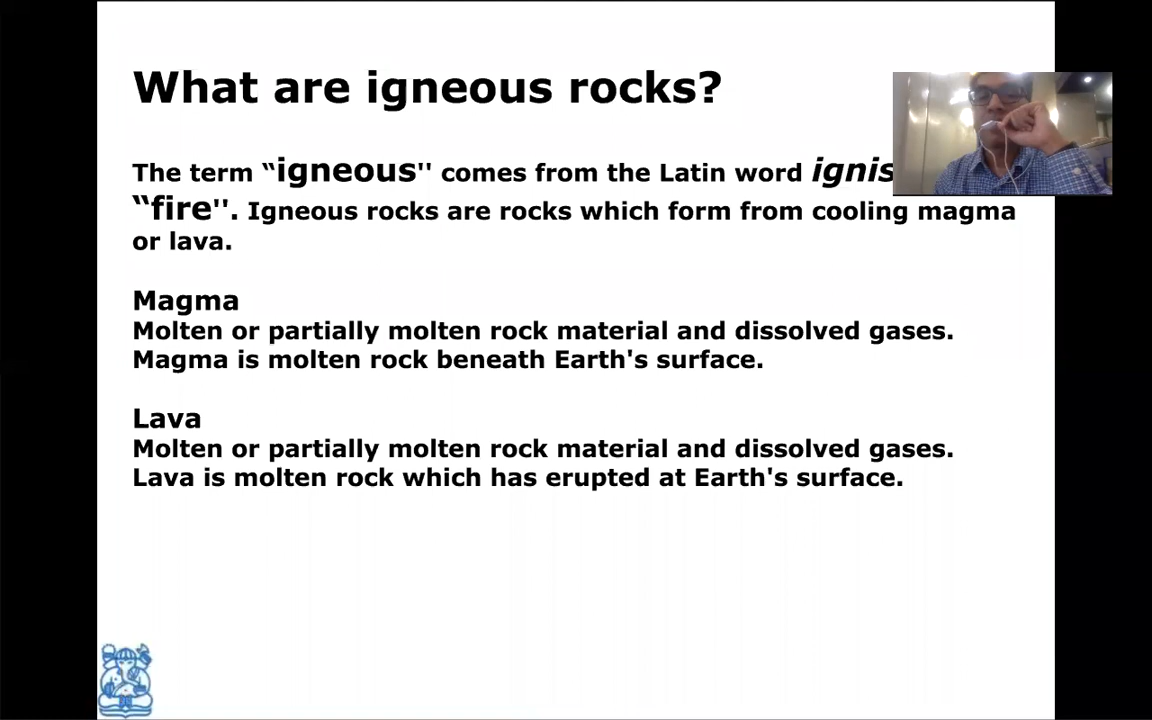 What are igneous rocks?
The term “igneous'' comes from the Latin word ignis
“fire''. Igneous rocks are rocks which form from cooling magma
or lava.
Magma
Molten or partially molten rock material and dissolved gases.
Magma is molten rock beneath Earth's surface.
Lava
Molten or partially molten rock material and dissolved gases.
Lava is molten rock which has erupted at Earth's surface.